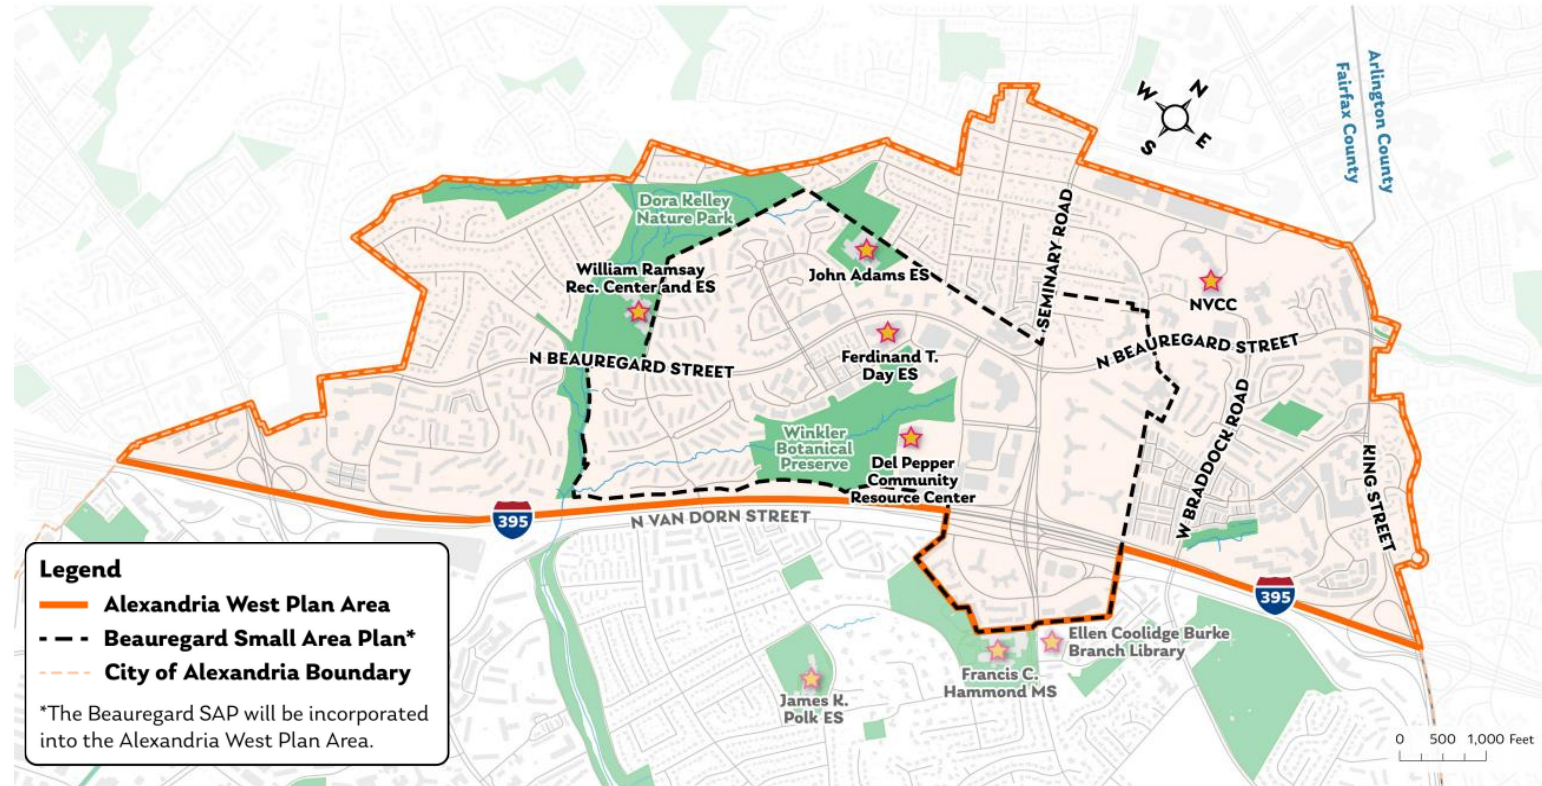 Arlington County
Fairfax County
W
N
S
E
Dora Kelley
Nature Park
SEMINARY ROAD
William Ramsay
Rec. Center and ES
John Adams ES
NVCC
N BEAUREGARD STREET
Ferdinand T.
Day ES
N BEAUREGARD STREET
W BRADDOCK ROAD
Winkler
Botanical
Preserve
Del Pepper
Community
Resource Center
KING STREET
395
N VAN DORN STREET
395
Ellen Coolidge Burke
Branch Library
Francis C.
Hammond MS
James K.
Polk ES
Legend
Alexandria West Plan Area
Beauregard Small Area Plan*
City of Alexandria Boundary
*The Beauregard SAP will be incorporated
into the Alexandria West Plan Area.
0 500 1,000 Feet